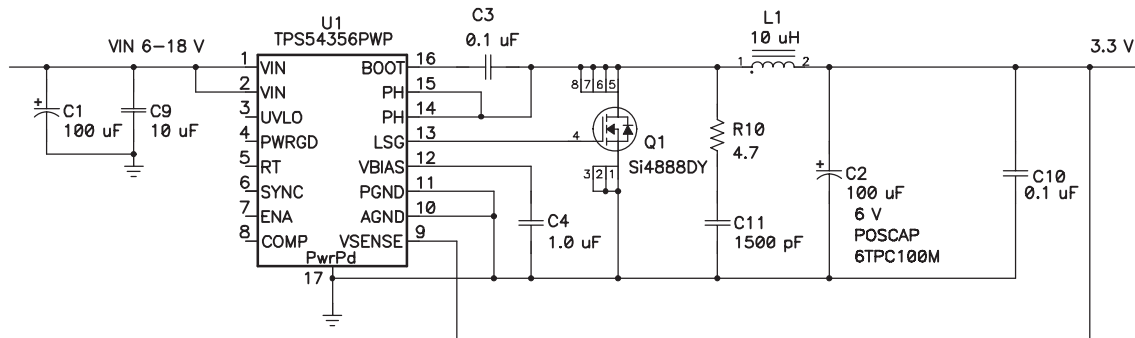 U1
TPS54356PWP
VIN 6-18 V
C3
0.1 uF
L1
10 uH
3.3 V
1 VIN BOOT 16
2 VIN PH 15
3 UVLO PH 14
4 PWRGD LSG 13
5 RT VBIAS 12
6 SYNC PGND 11
7 ENA AGND 10
8 COMP VSENSE 9
PwrPd
17
C1
100 uF
C9
10 uF
C4
1.0 uF
8 7 6 5
4
3 2 1
Q1
Si4888DY
1 2
R10
4.7
C11
1500 pF
C2
100 uF
6 V
POSCAP
6TPC100M
C10
0.1 uF